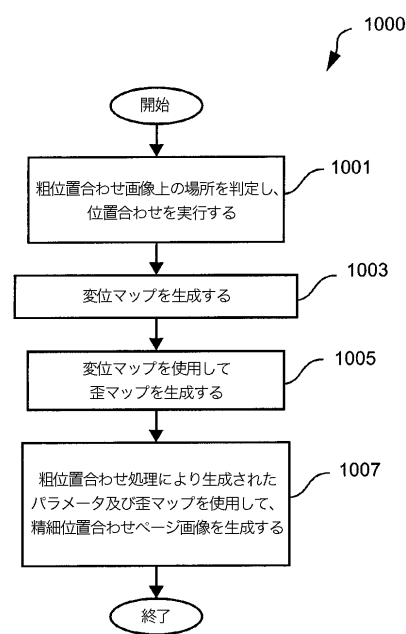 1000
開始
粗位置合わせ画像上の場所を判定し、
位置合わせを実行する
1001
変位マップを生成する
1003
変位マップを使用して
歪マップを生成する
1005
粗位置合わせ処理により生成された
パラメータ及び歪マップを使用して、
精細位置合わせページ画像を生成する
1007
終了